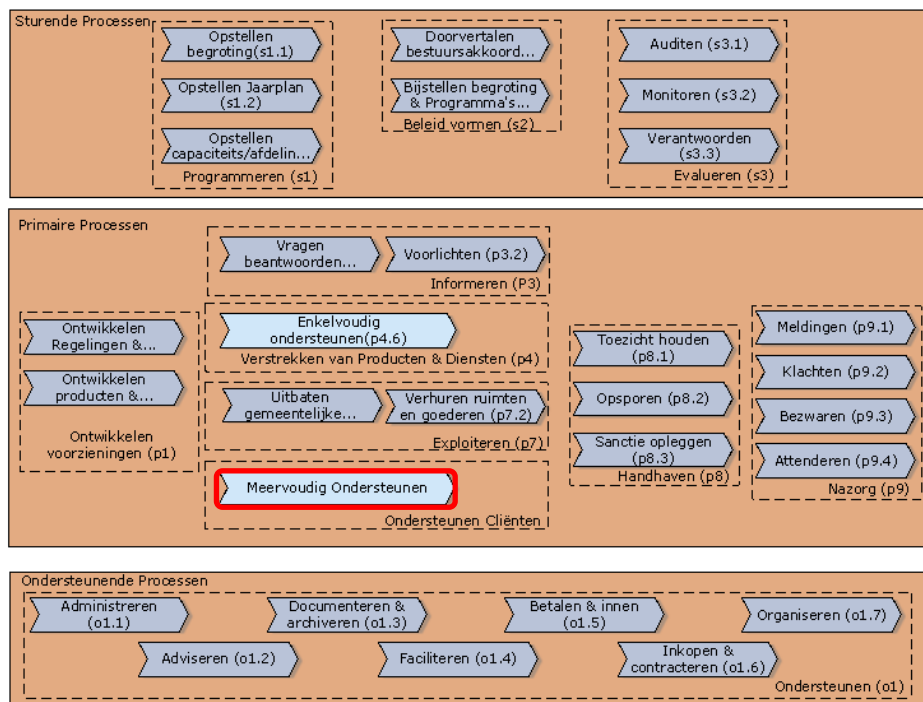 Sturende Processen
Opstellen
begroting(s1.1)
Opstellen Jaarplan
(s1.2)
Opstellen
capaciteits/afdelin...
Programmeren (s1)
Doorvertalen
bestuursakkoord...
Bijstellen begroting
& Programma's...
Beleid vormen (s2)
Auditen (s3.1)
Monitoren (s3.2)
Verantwoorden
(s3.3)
Evalueren (s3)
Primaire Processen
Ontwikkelen
Regelingen &...
Ontwikkelen
producten &...
Ontwikkelen
voorzieningen (p1)
Vragen
beantwoorden...
Voorlichten (p3.2)
Informeren (P3)
Enkelvoudig
ondersteunen(p4.6)
Verstrekken van Producten & Diensten (p4)
Uitbaten
gemeentelijke...
Verhuren ruimten
en goederen (p7.2)
Exploiteren (p7)
Meervoudig Ondersteunen
Ondersteunen Cliënten
Toezicht houden
(p8.1)
Opsporen (p8.2)
Sanctie opleggen
(p8.3)
Handhaven (p8)
Meldingen (p9.1)
Klachten (p9.2)
Bezwaren (p9.3)
Attenderen (p9.4)
Nazorg (p9)
Ondersteunende Processen
Administreren
(o1.1)
Adviseren (o1.2)
Documenteren &
archiveren (o1.3)
Faciliteren (o1.4)
Betalen & innen
(o1.5)
Inkopen &
contracteren (o1.6)
Organiseren (o1.7)
Ondersteunen (o1)